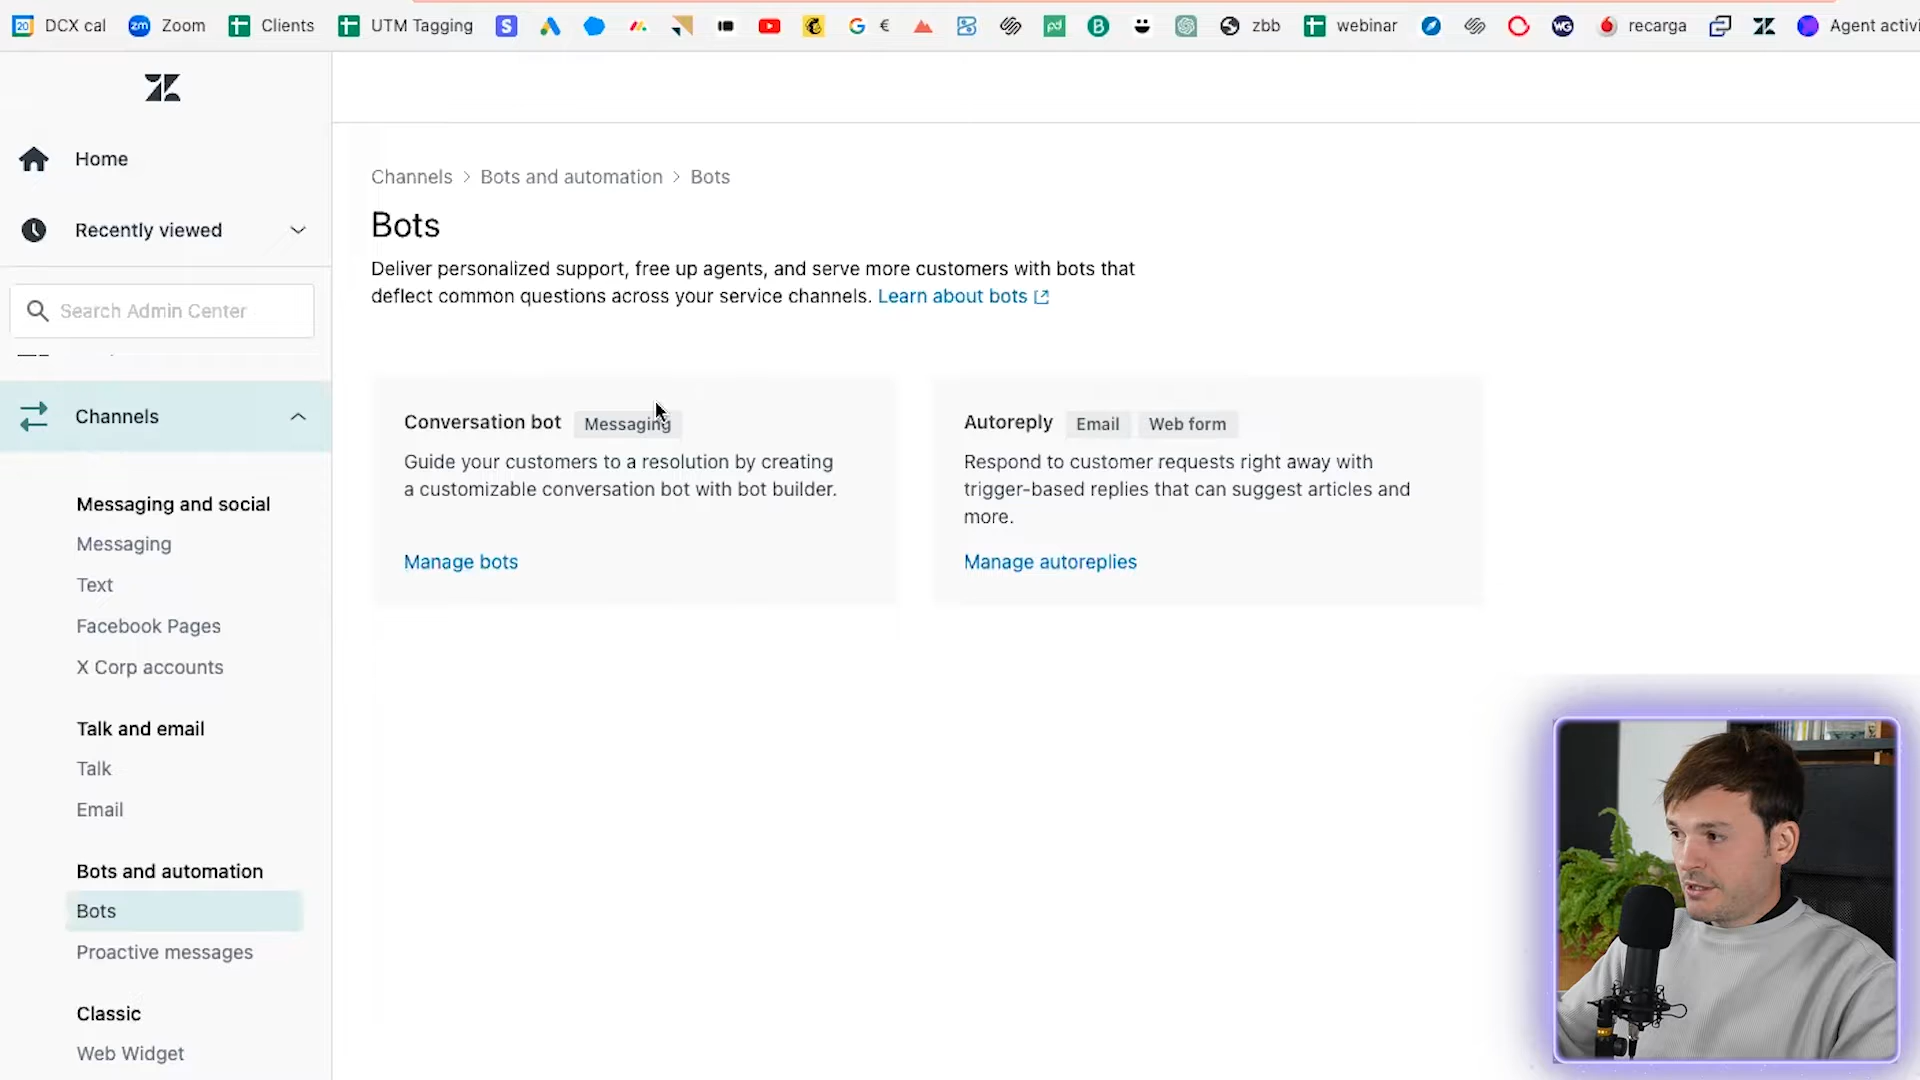 20 DCX cal zm Zoom Clients UTM Tagging S G € pd B zbb webinar WG recarga Agent activi
Home
Recently viewed
Search Admin Center
Channels
Messaging and social
Messaging
Text
Facebook Pages
X Corp accounts
Talk and email
Talk
Email
Bots and automation
Bots
Proactive messages
Classic
Web Widget
Channels > Bots and automation > Bots
Bots
Deliver personalized support, free up agents, and serve more customers with bots that
deflect common questions across your service channels. Learn about bots
Conversation bot Messaging
Guide your customers to a resolution by creating
a customizable conversation bot with bot builder.
Manage bots
Autoreply Email Web form
Respond to customer requests right away with
trigger-based replies that can suggest articles and
more.
Manage autoreplies